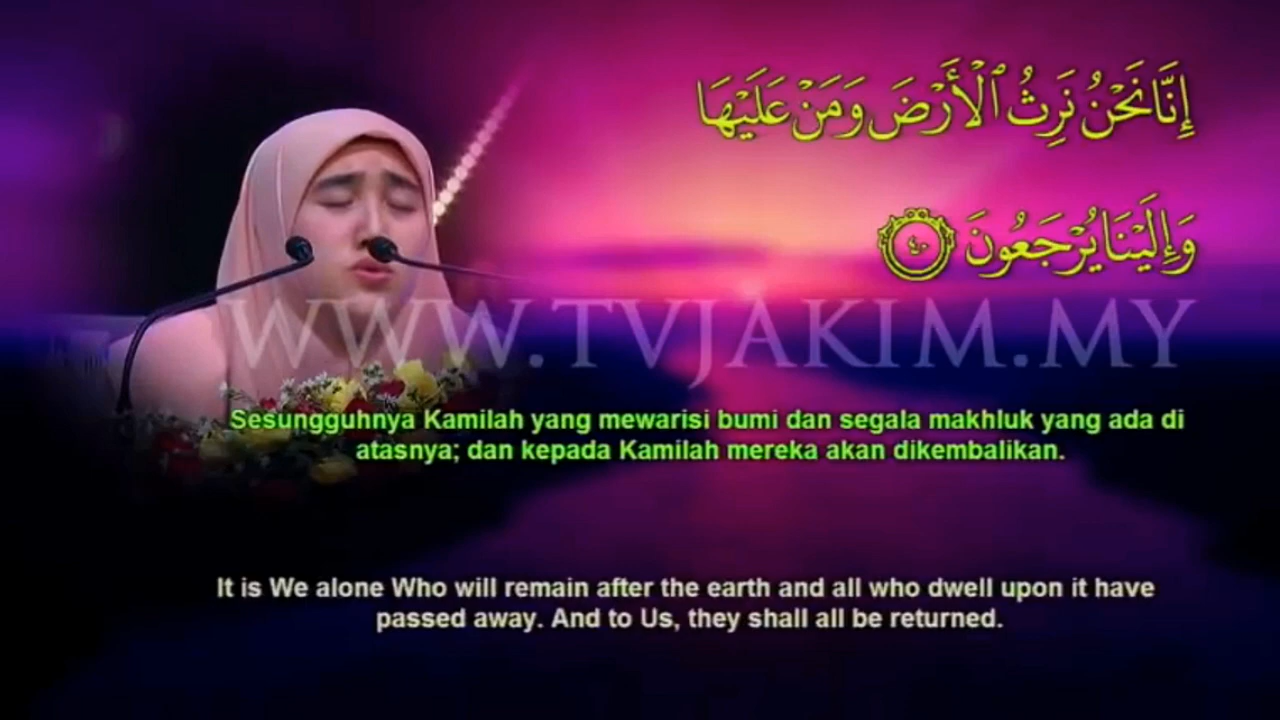 إِنَّا نَحْنُ نَرِثُ ٱلْأَرْضَ وَمَنْ عَلَيْهَا
وَإِلَيْنَا يُرْجَعُونَ ٤٠
WWW.TVJAKIM.MY
Sesungguhnya Kamilah yang mewarisi bumi dan segala makhluk yang ada di
atasnya; dan kepada Kamilah mereka akan dikembalikan.
It is We alone Who will remain after the earth and all who dwell upon it have
passed away. And to Us, they shall all be returned.